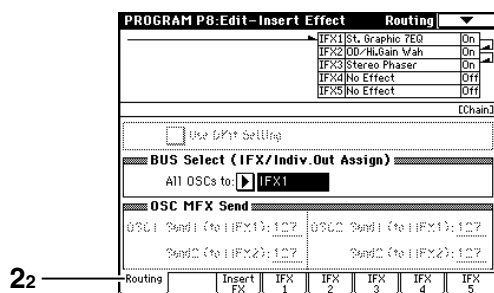 PROGRAM P8:Edit-Insert Effect Routing
IFX1 St. Graphic 7EQ On
IFX2 OD/Hi.Gain Wah On
IFX3 Stereo Phaser On
IFX4 No Effect Off
IFX5 No Effect Off
[Chain]
Use DKit Setting
BUS Select (IFX/Indiv.Out Assign)
All OSCs to: IFX1
OSC MFX Send
OSC1 Send1 (to MFX1): 127 OSC2 Send1 (to MFX1): 127
Send2 (to MFX2): 127 Send2 (to MFX2): 127
22
Routing Insert FX IFX 1 IFX 2 IFX 3 IFX 4 IFX 5